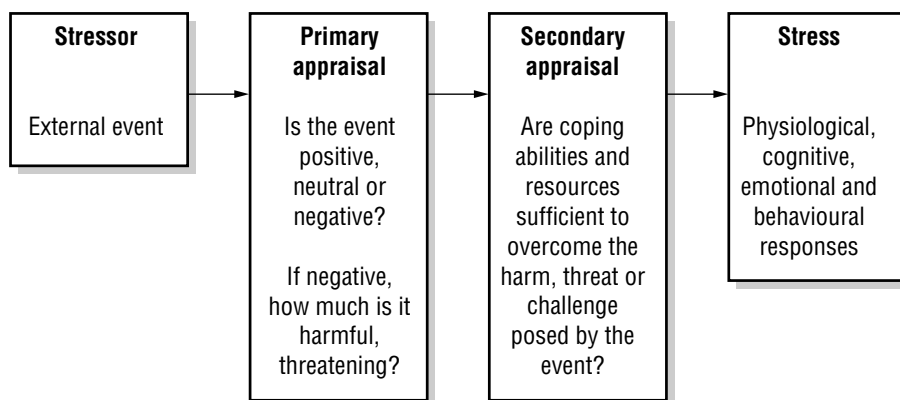 Stressor
External event
Primary
appraisal
Is the event
positive,
neutral or
negative?
If negative,
how much is it
harmful,
threatening?
Secondary
appraisal
Are coping
abilities and
resources
sufficient to
overcome the
harm, threat or
challenge
posed by the
event?
Stress
Physiological,
cognitive,
emotional and
behavioural
responses